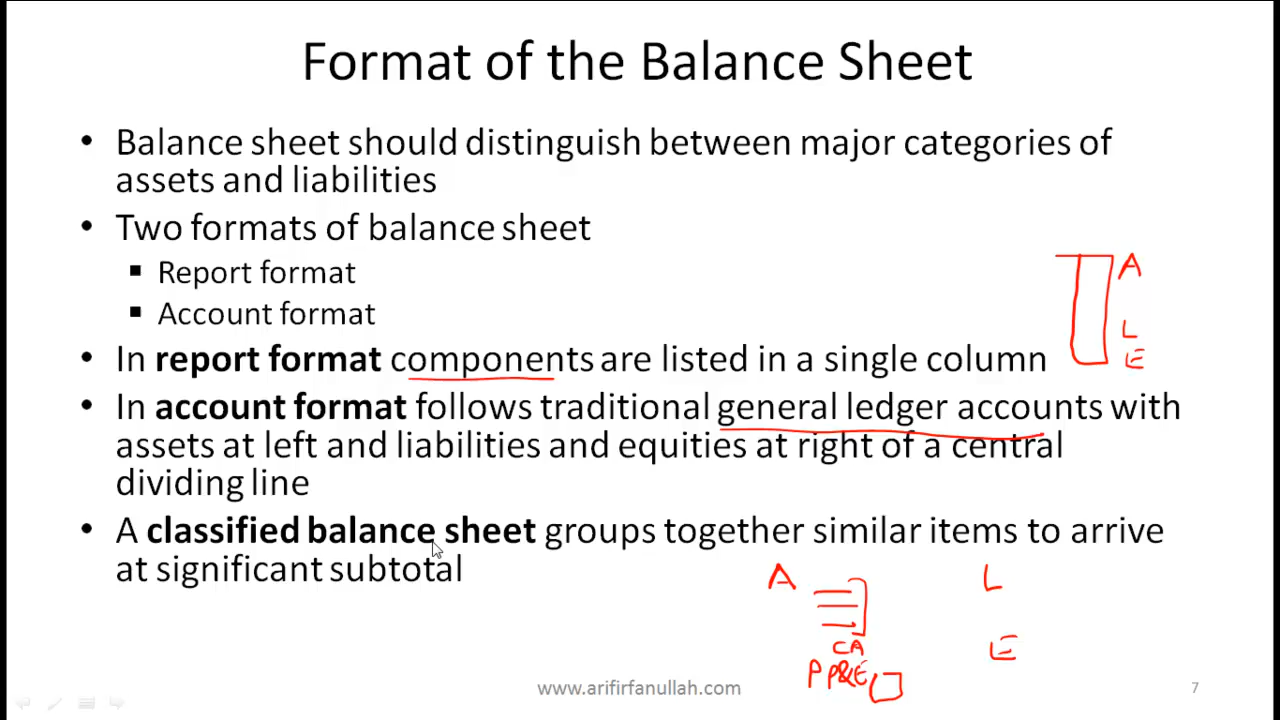 Format of the Balance Sheet
• Balance sheet should distinguish between major categories of
assets and liabilities
• Two formats of balance sheet
▪ Report format
▪ Account format
A
L
E
• In report format components are listed in a single column
• In account format follows traditional general ledger accounts with
assets at left and liabilities and equities at right of a central
dividing line
• A classified balance sheet groups together similar items to arrive
at significant subtotal
A L
CA E
PP&E
www.arifirfanullah.com 7